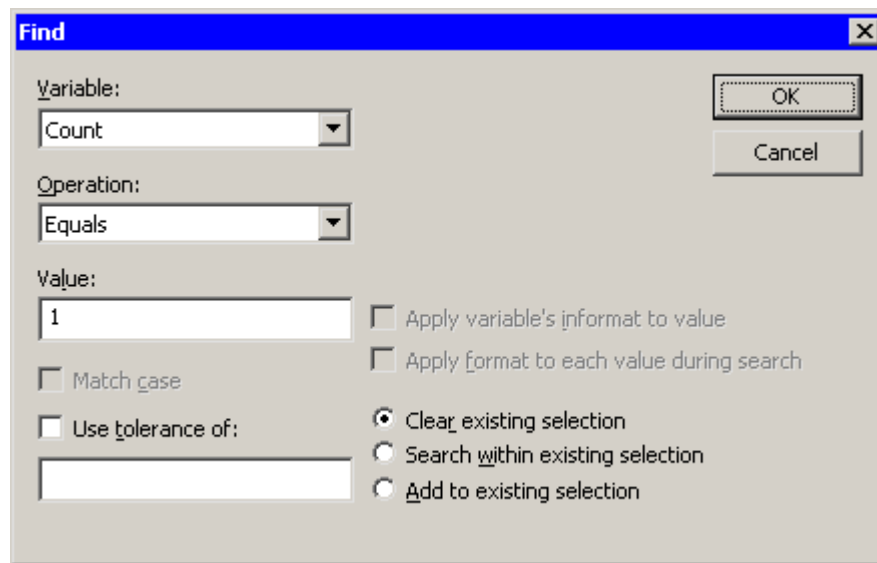 Find
Variable:
Count
OK
Cancel
Operation:
Equals
Value:
1
Apply variable's informat to value
Apply format to each value during search
Match case
Use tolerance of:
Clear existing selection
Search within existing selection
Add to existing selection